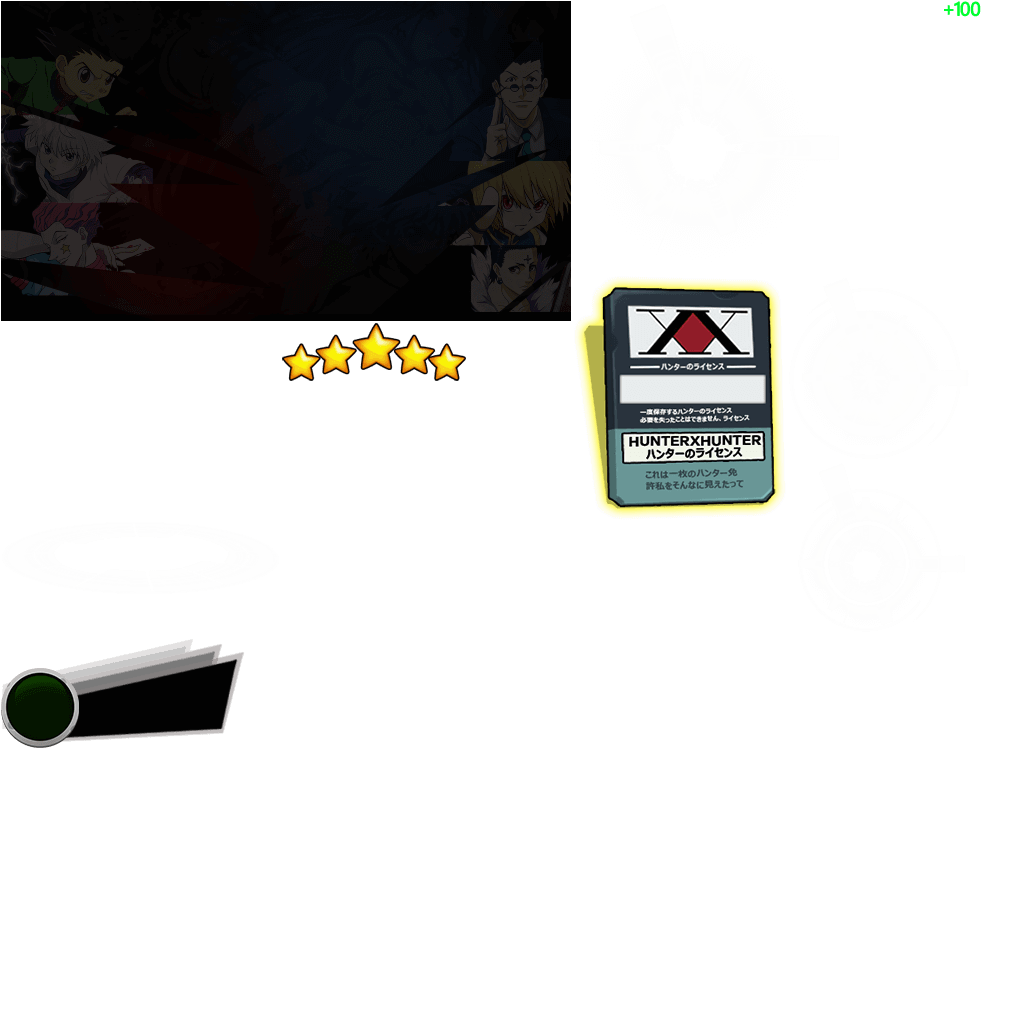 +100
ハンターのライセンス
一度保存するハンターのライセンス
必要を失ったことはできません、ライセンス
HUNTERXHUNTER
ハンターのライセンス
これは一枚のハンター発
許私をそんなに見えたって